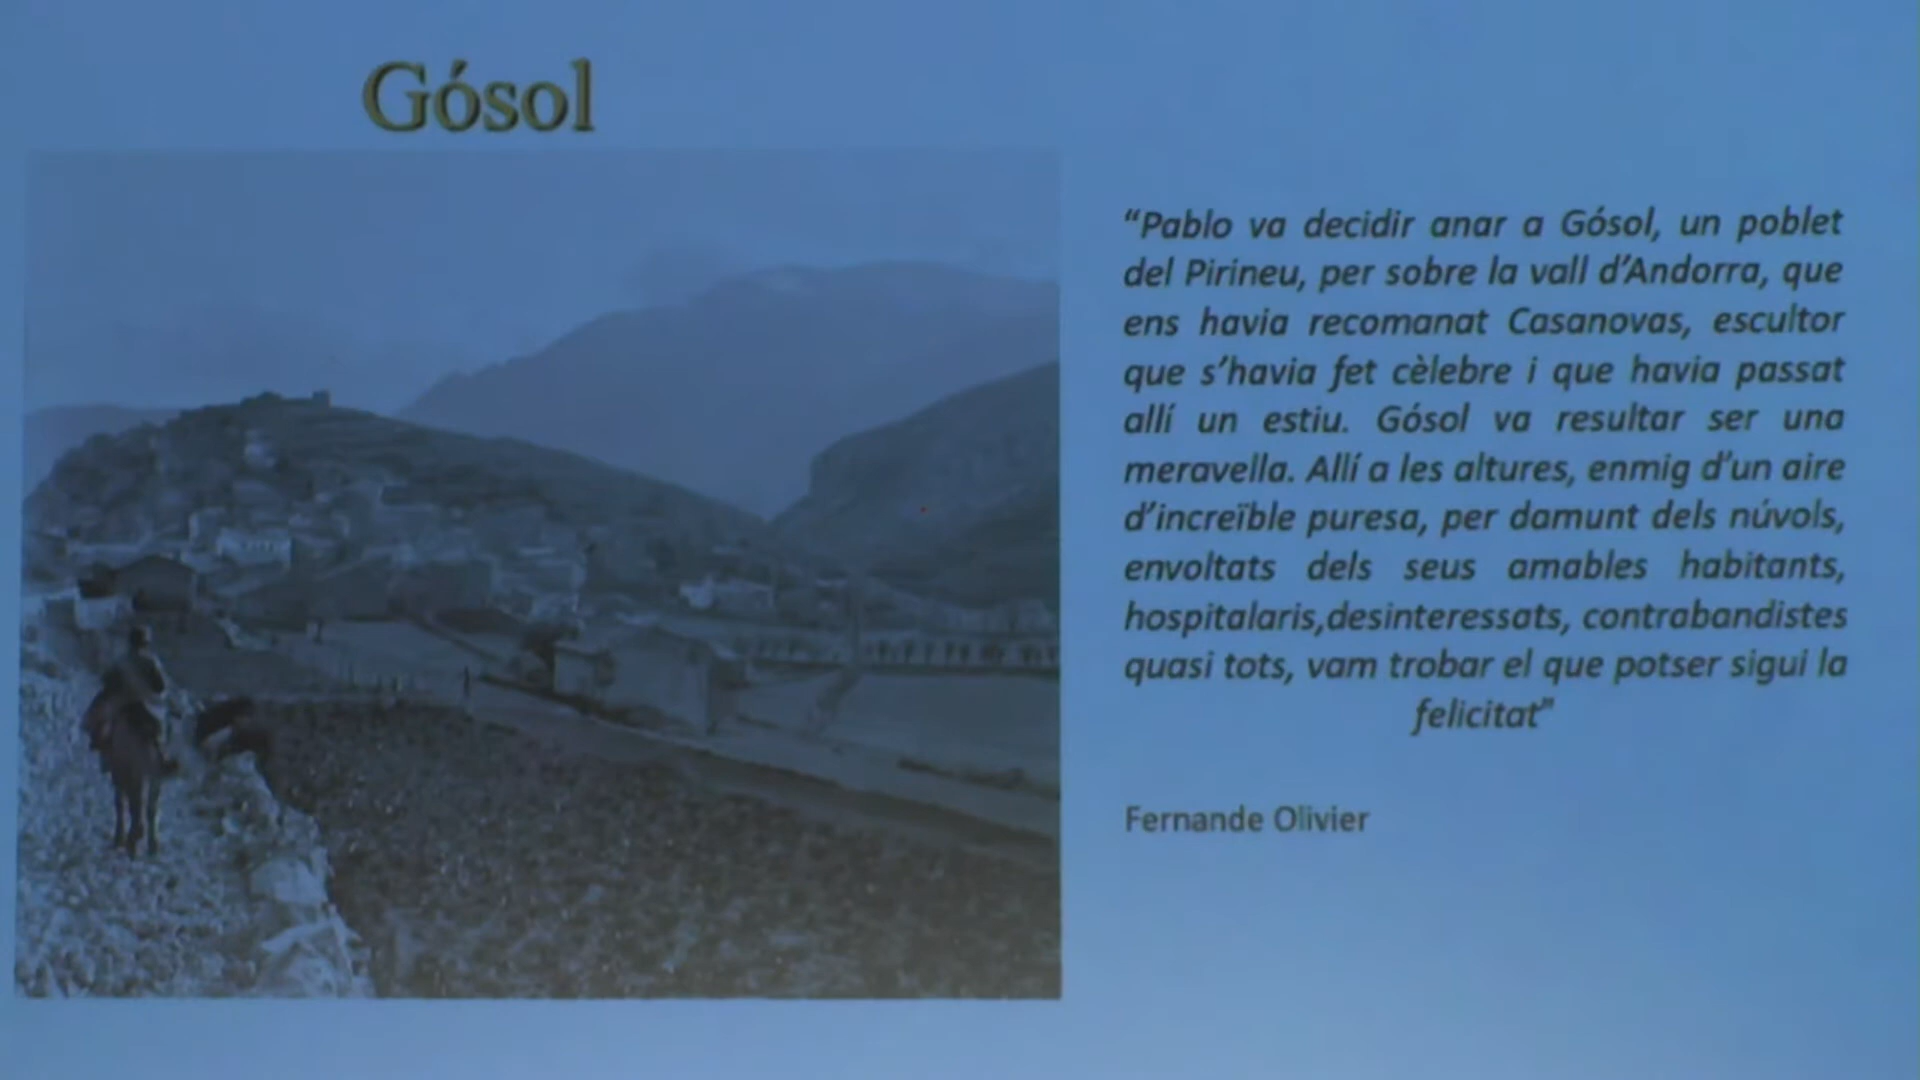 Gósol
“Pablo va decidir anar a Gósol, un poblet
del Pirineu, per sobre la vall d’Andorra, que
ens havia recomanat Casanovas, escultor
que s’havia fet cèlebre i que havia passat
allí un estiu. Gósol va resultar ser una
meravella. Allí a les altures, enmig d’un aire
d’increïble puresa, per damunt dels núvols,
envoltats dels seus amables habitants,
hospitalaris,desinteressats, contrabandistes
quasi tots, vam trobar el que potser sigui la
felicitat”
Fernande Olivier